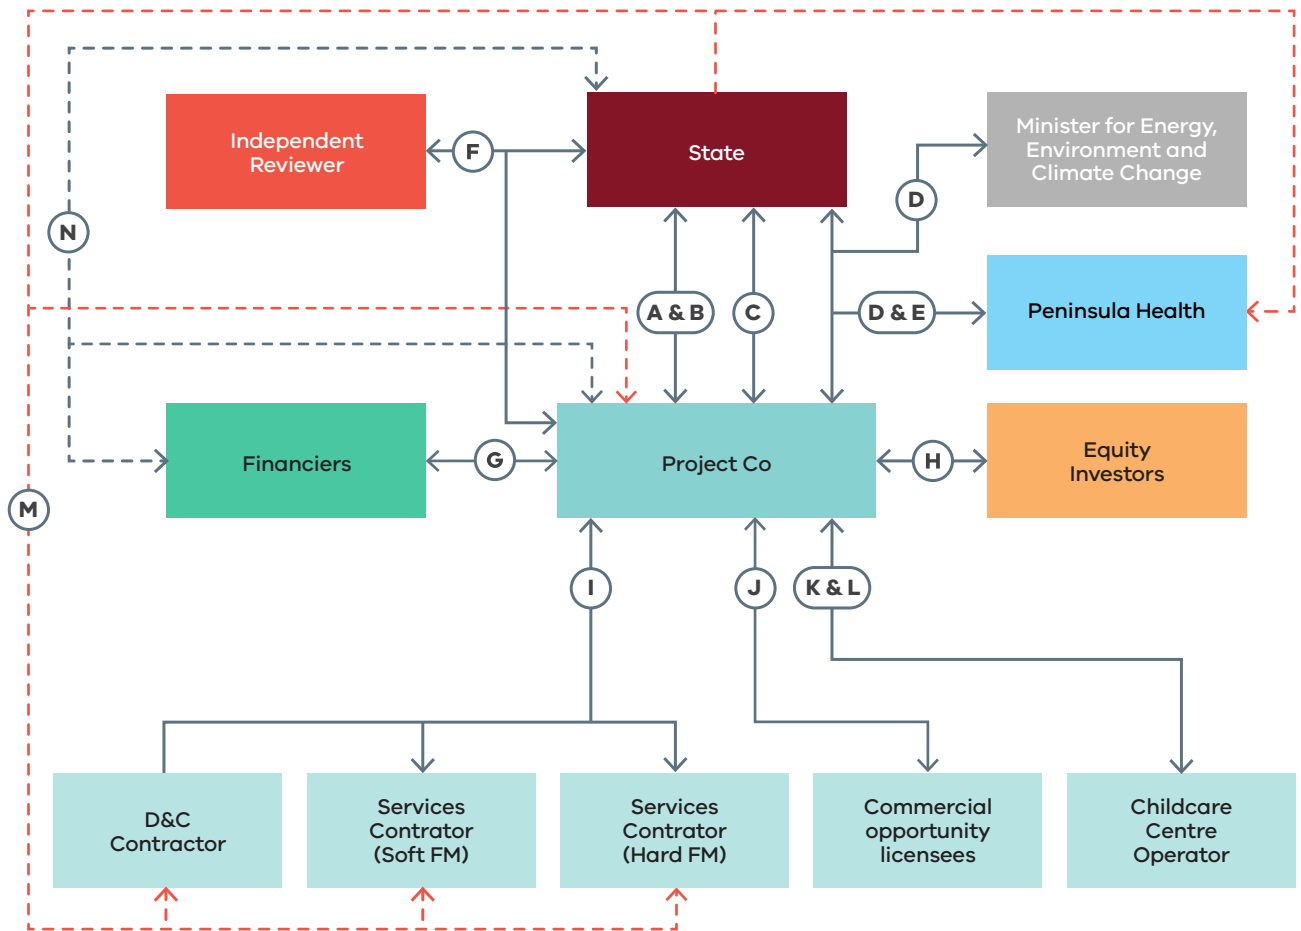 Independent
Reviewer
F
State
Minister for Energy,
Environment and
Climate Change
D
N
A & B
C
D & E
Peninsula Health
Financiers
G
Project Co
H
Equity
Investors
M
I
J
K & L
D&C
Contractor
Services
Contrator
(Soft FM)
Services
Contrator
(Hard FM)
Commercial
opportunity
licensees
Childcare
Centre
Operator